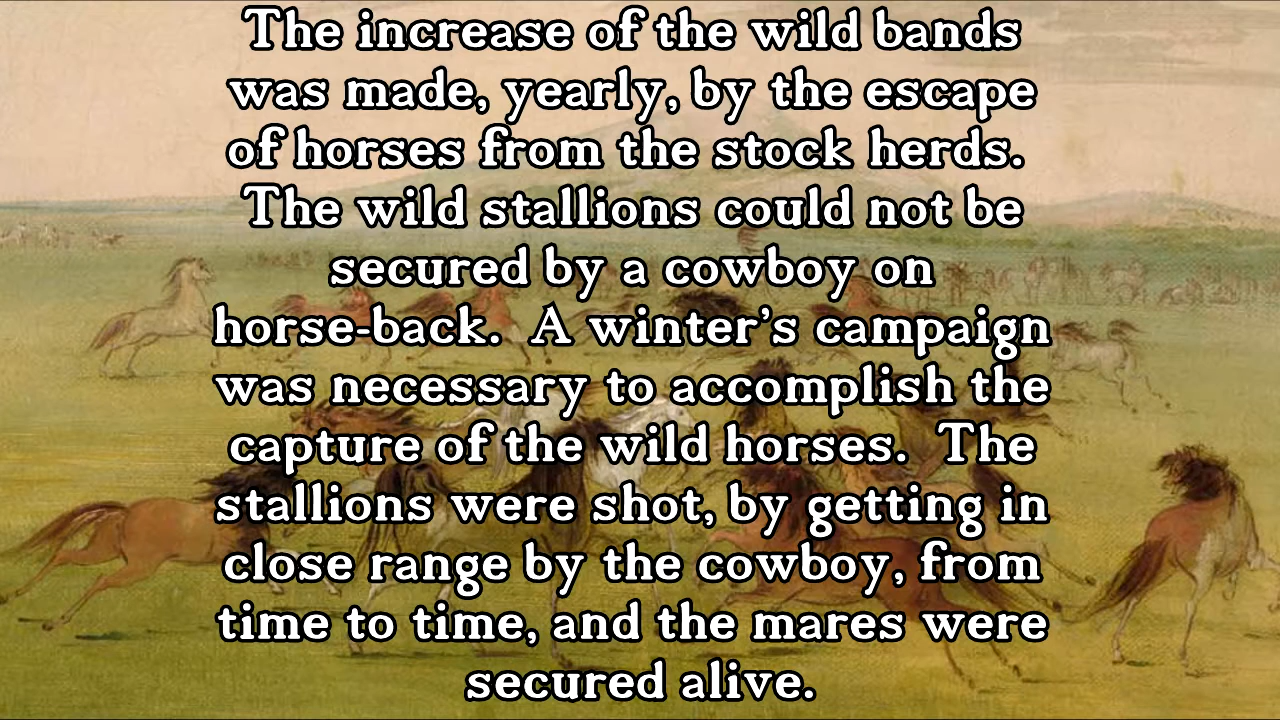 The increase of the wild bands
was made, yearly, by the escape
of horses from the stock herds.
The wild stallions could not be
secured by a cowboy on
horse-back.  A winter’s campaign
was necessary to accomplish the
capture of the wild horses.  The
stallions were shot, by getting in
close range by the cowboy, from
time to time, and the mares were
secured alive.